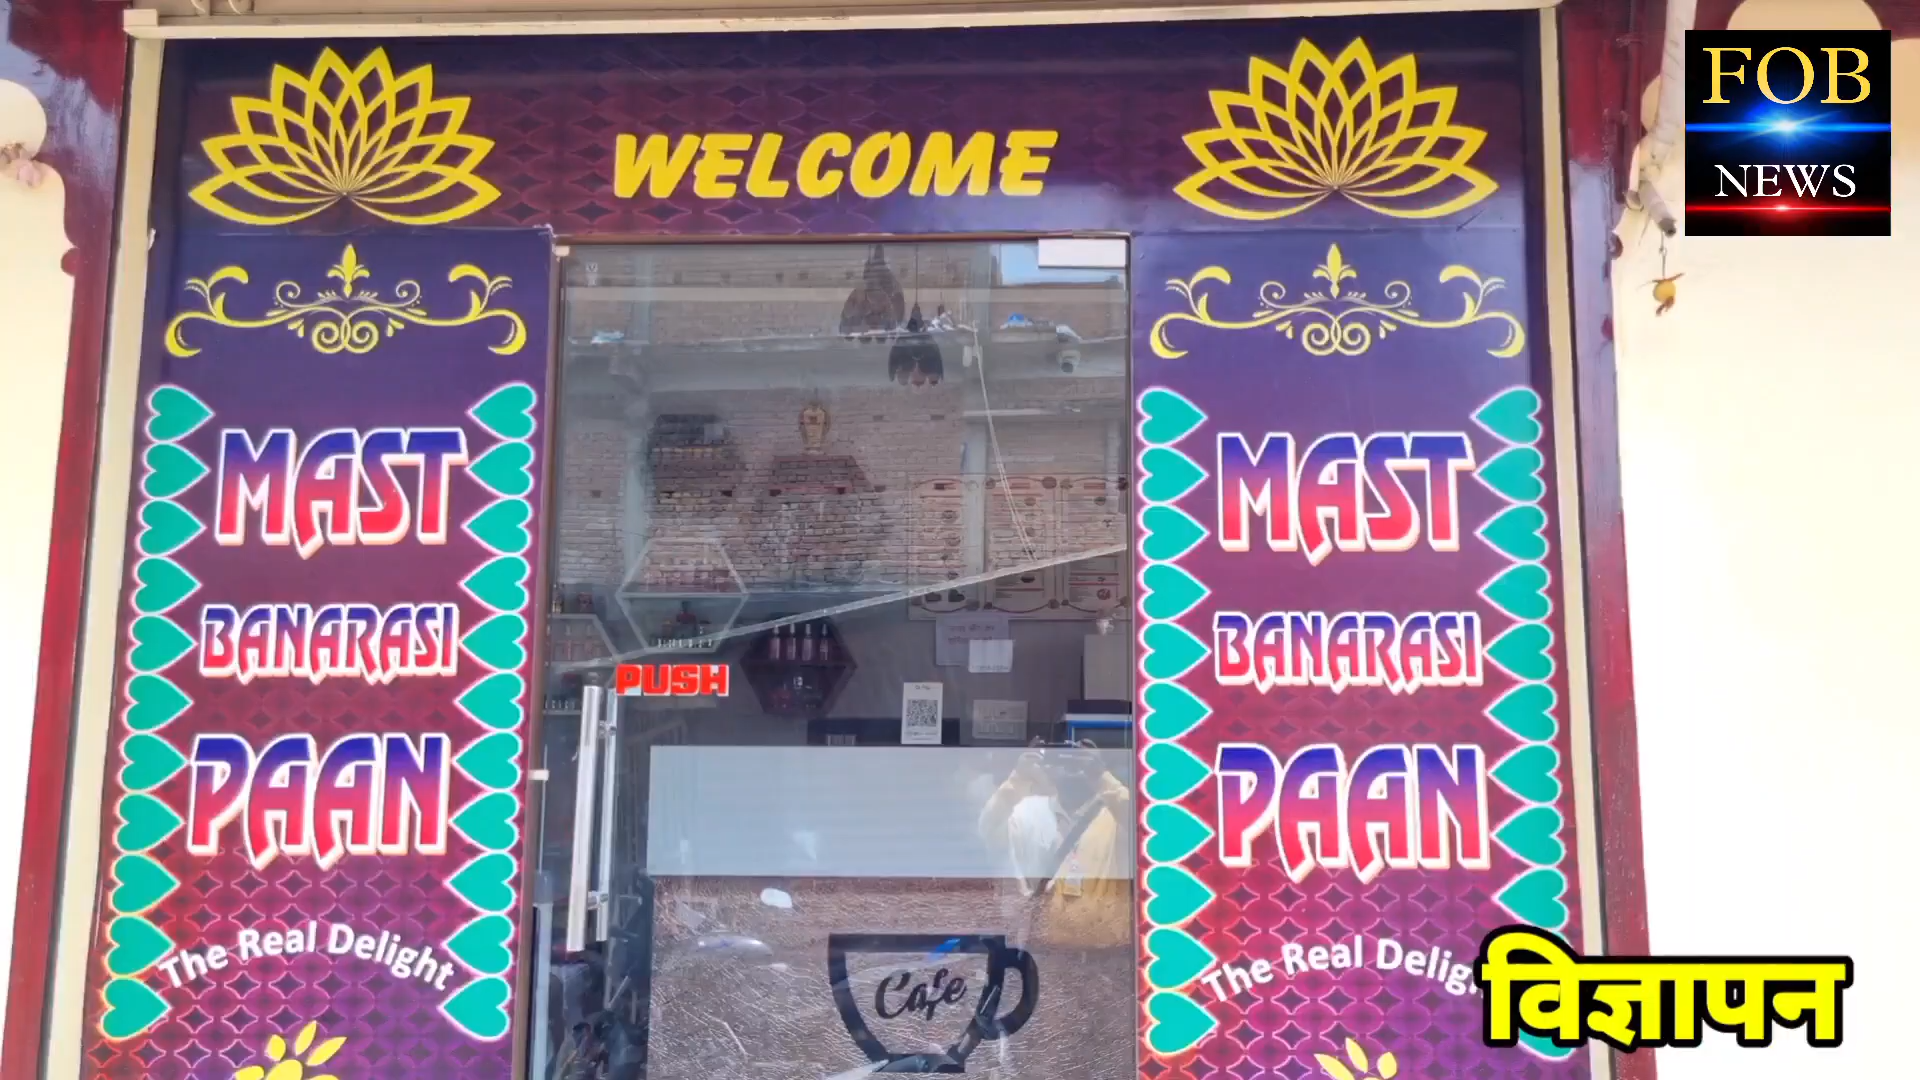 FOB
NEWS
WELCOME
MAST
BANARASI
PAAN
The Real Delight
PUSH
Cafe
MAST
BANARASI
PAAN
The Real Delig
विज्ञापन